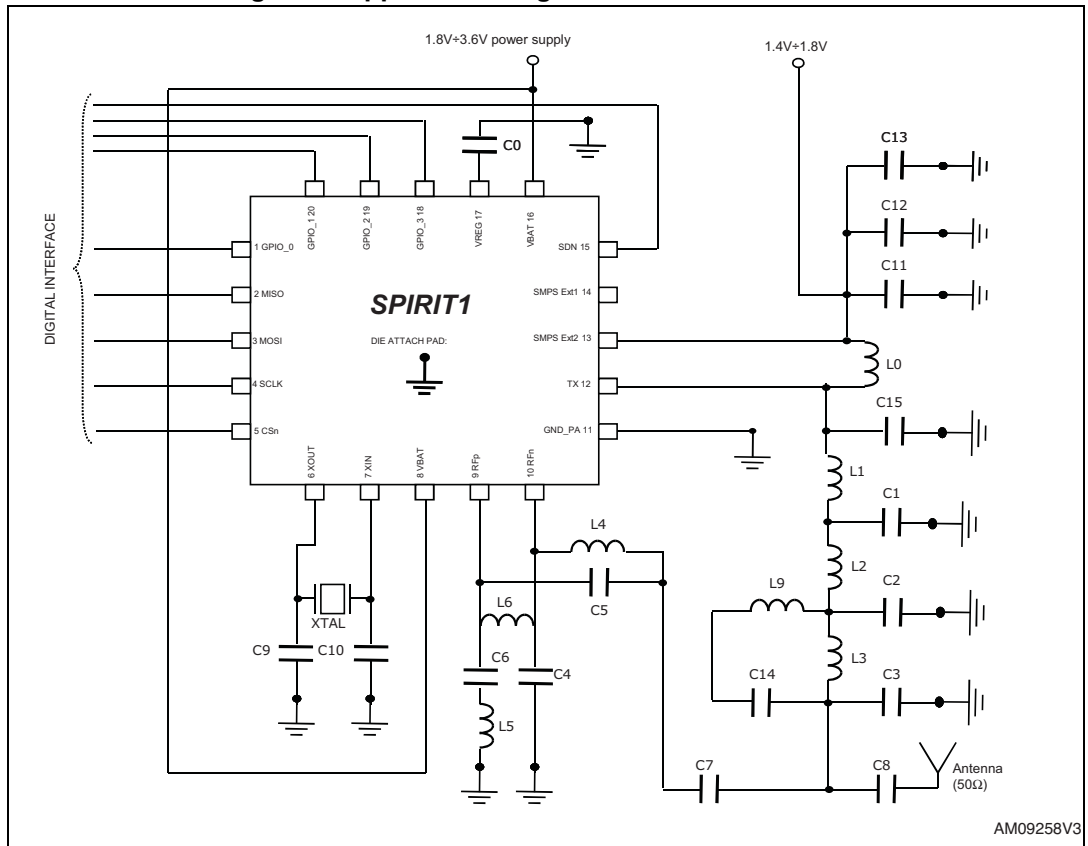 1.8V÷3.6V power supply
1.4V÷1.8V
DIGITAL INTERFACE
C0
C13
C12
C11
GPIO_1 20
GPIO_2 19
GPIO_3 18
VREG 17
VBAT 16
1 GPIO_0
SDN 15
2 MISO
SMPS Ext1 14
SPIRIT1
3 MOSI
DIE ATTACH PAD:
SMPS Ext2 13
L0
4 SCLK
TX 12
C15
5 CSn
GND_PA 11
6 XOUT
7 XIN
8 VBAT
9 RFp
10 RFn
L1
C1
L4
L2
L9
C2
C5
L6
XTAL
L3
C9
C10
C6
C4
C14
C3
L5
C7
C8
Antenna
(50Ω)
AM09258V3